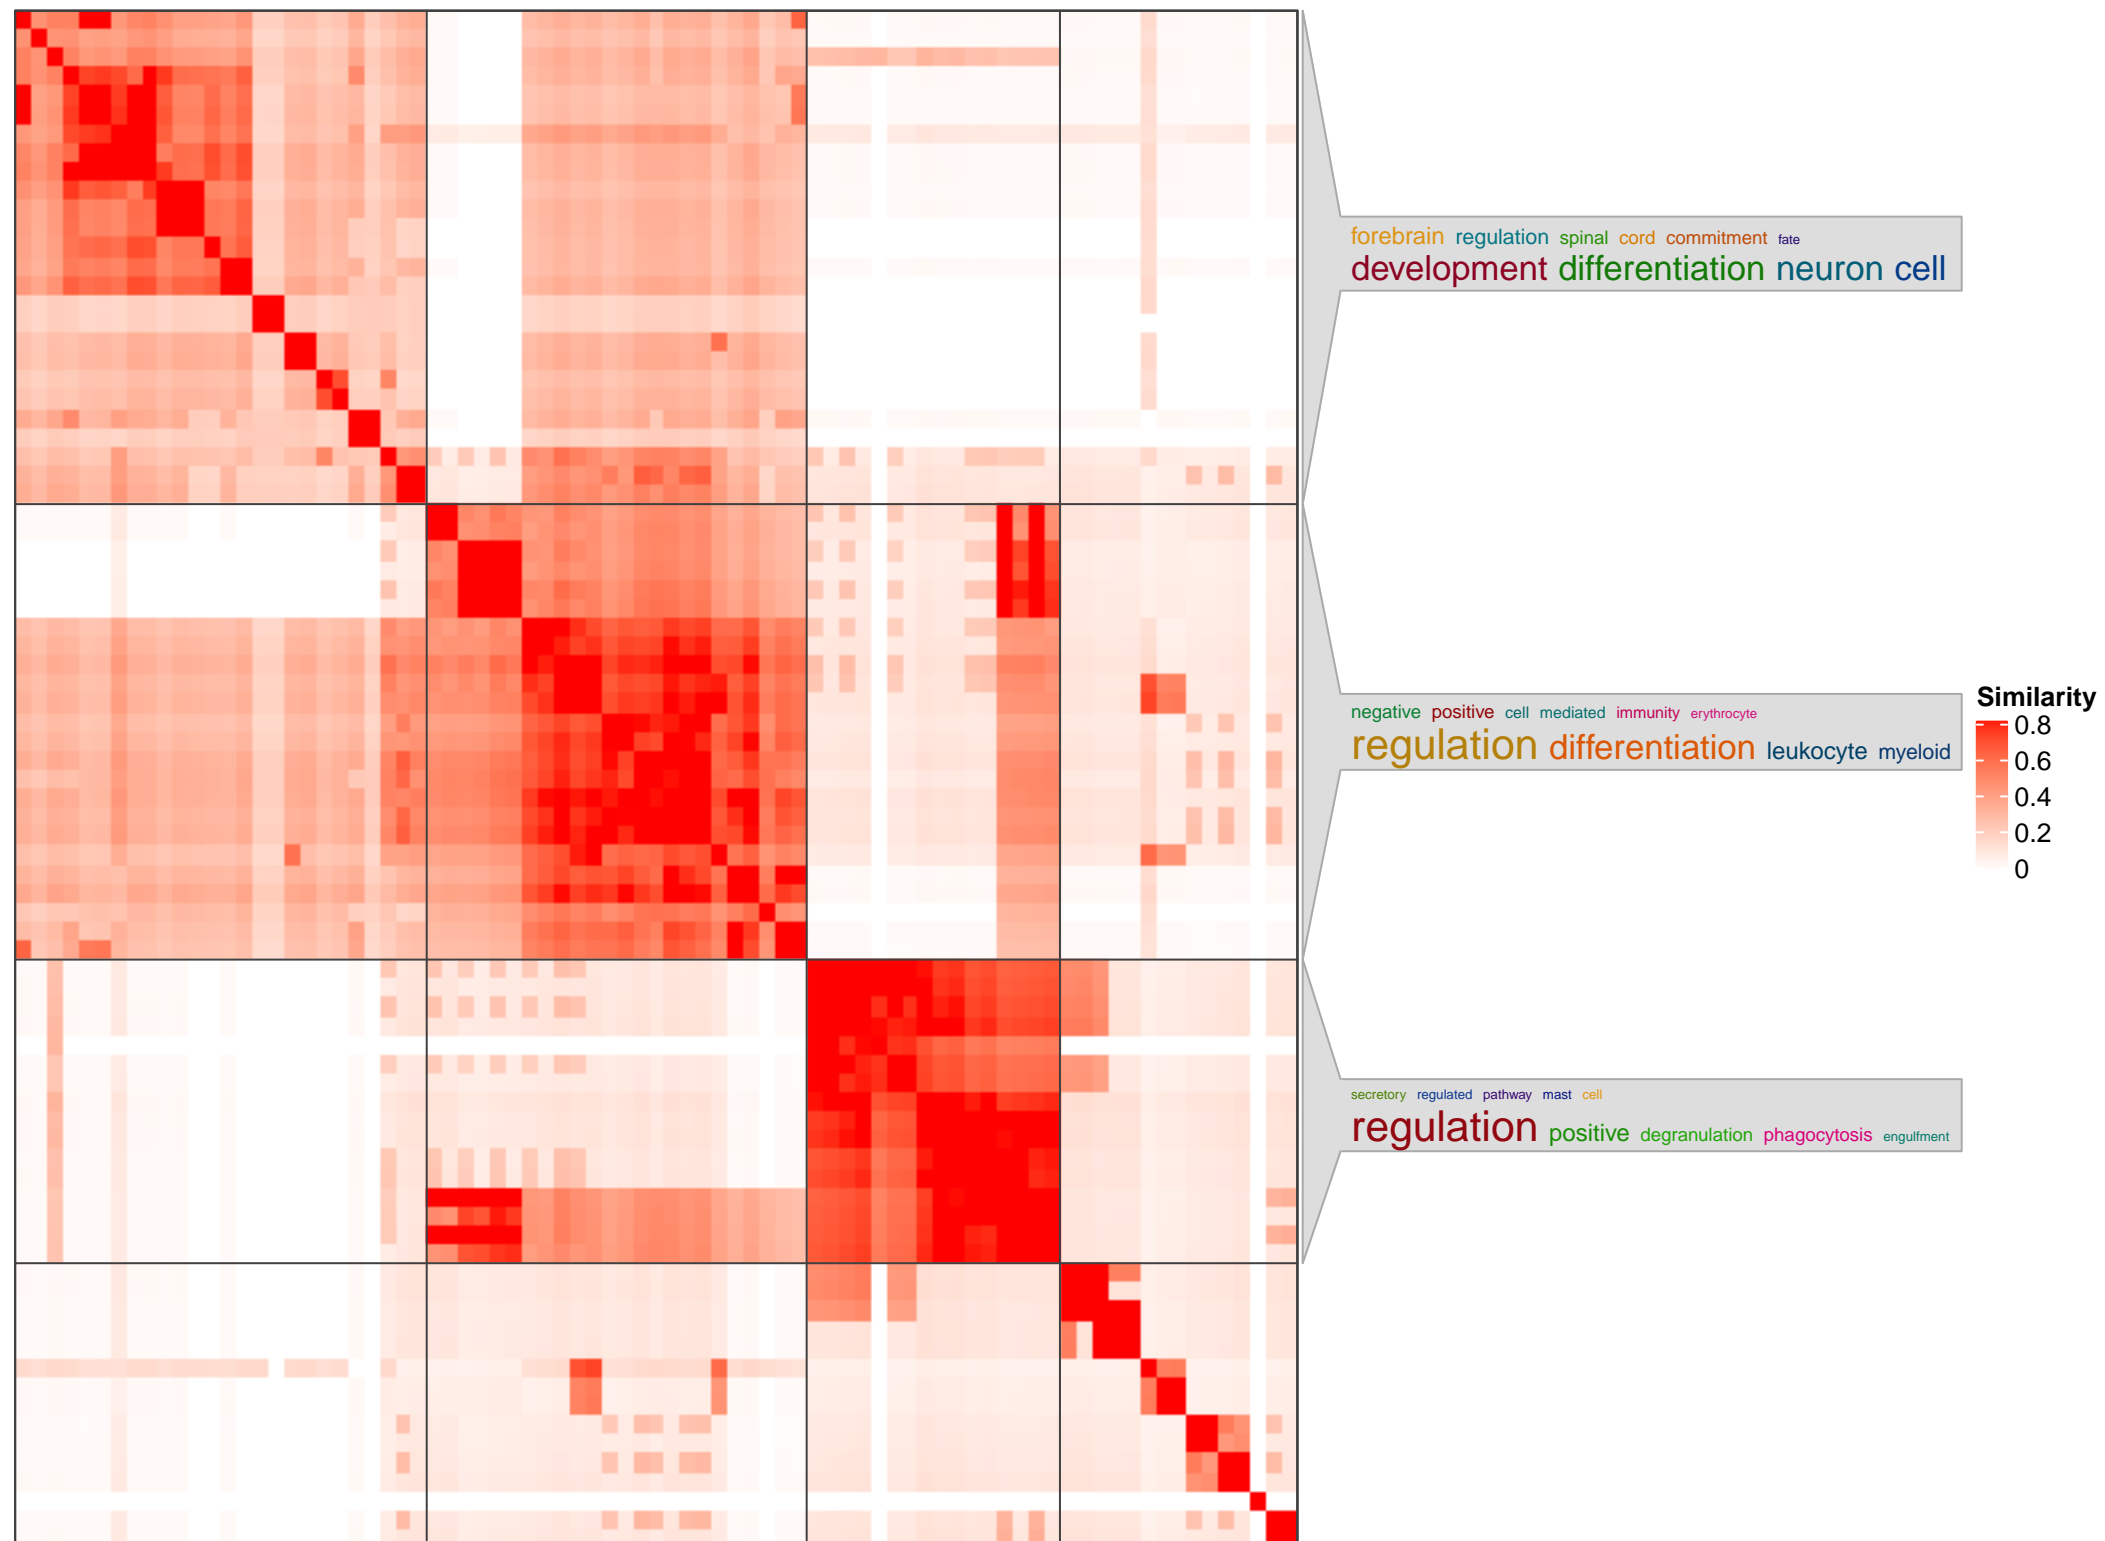 forebrain regulation spinal cord commitment fate
development differentiation neuron cell
negative positive cell mediated immunity erythrocyte
regulation differentiation leukocyte myeloid
secretory regulated pathway mast cell
regulation positive degranulation phagocytosis engulfment
Similarity
0.8
0.6
0.4
0.2
0